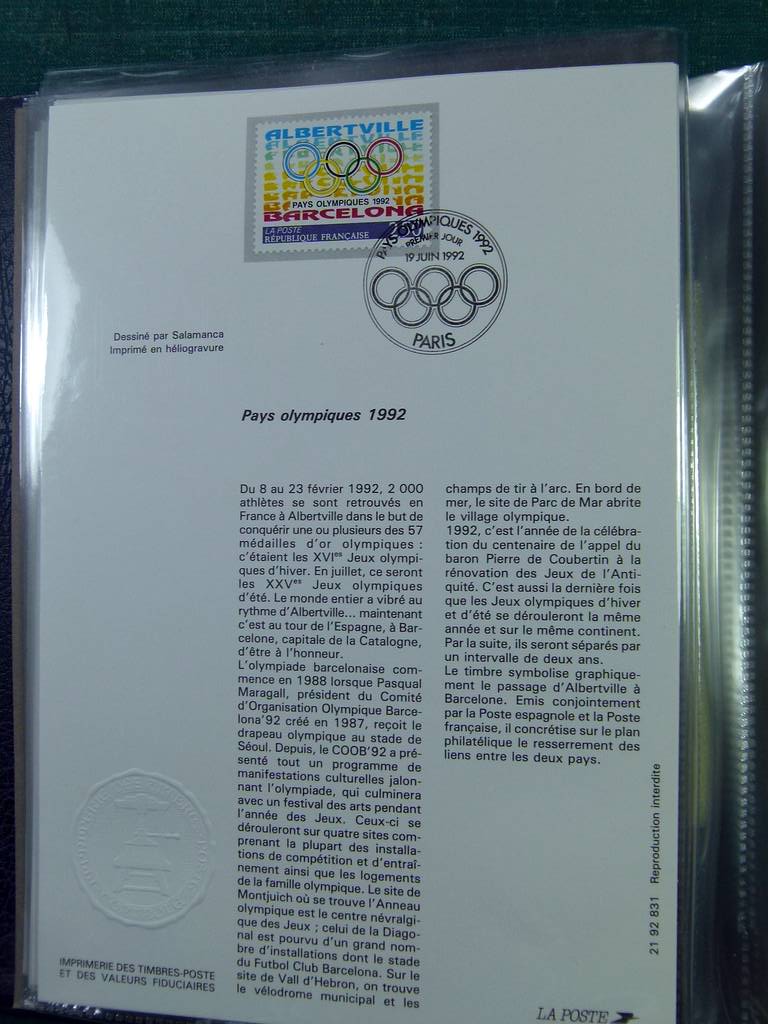 ALBERTVILLE
PAYS OLYMPIQUES 1992
BARCELONA
LA POSTE
RÉPUBLIQUE FRANÇAISE
PAYS OLYMPIQUES 1992
PREMIER JOUR
19 JUIN 1992
PARIS
Dessiné par Salamanca
Imprimé en héliogravure
Pays olympiques 1992
Du 8 au 23 février 1992, 2 000
athlètes se sont retrouvés en
France à Albertville dans le but de
conquérir une ou plusieurs des 57
médailles d'or olympiques :
c'étaient les XVIes Jeux olympi-
ques d'hiver. En juillet, ce seront
les XXVes Jeux olympiques
d'été. Le monde entier a vibré au
rythme d'Albertville... maintenant
c'est au tour de l'Espagne, à Bar-
celone, capitale de la Catalogne,
d'être à l'honneur.
L'olympiade barcelonaise com-
mence en 1988 lorsque Pasqual
Maragall, président du Comité
d'Organisation Olympique Barce-
lona'92 créé en 1987, reçoit le
drapeau olympique au stade de
Séoul. Depuis, le COOB'92 a pré-
senté tout un programme de
manifestations culturelles jalon-
nant l'olympiade, qui culminera
avec un festival des arts pendant
l'année des Jeux. Ceux-ci se
dérouleront sur quatre sites com-
prenant la plupart des installa-
tions de compétition et d'entraî-
nement ainsi que les logements
de la famille olympique. Le site de
Montjuich où se trouve l'Anneau
olympique est le centre névralgi-
que des Jeux ; celui de la Diago-
nal est pourvu d'un grand nom-
bre d'installations dont le stade
du Futbol Club Barcelona. Sur le
site de Vall d'Hebron, on trouve
le vélodrome municipal et les
champs de tir à l'arc. En bord de
mer, le site de Parc de Mar abrite
le village olympique.
1992, c'est l'année de la célébra-
tion du centenaire de l'appel du
baron Pierre de Coubertin à la
rénovation des Jeux de l'Anti-
quité. C'est aussi la dernière fois
que les Jeux olympiques d'hiver
et d'été se dérouleront la même
année et sur le même continent.
Par la suite, ils seront séparés par
un intervalle de deux ans.
Le timbre symbolise graphique-
ment le passage d'Albertville à
Barcelone. Emis conjointement
par la Poste espagnole et la Poste
française, il concrétise sur le plan
philatélique le resserrement des
liens entre les deux pays.
21 92 831 Reproduction interdite
IMPRIMERIE DES TIMBRES-POSTE
ET DES VALEURS FIDUCIAIRES
LA POSTE